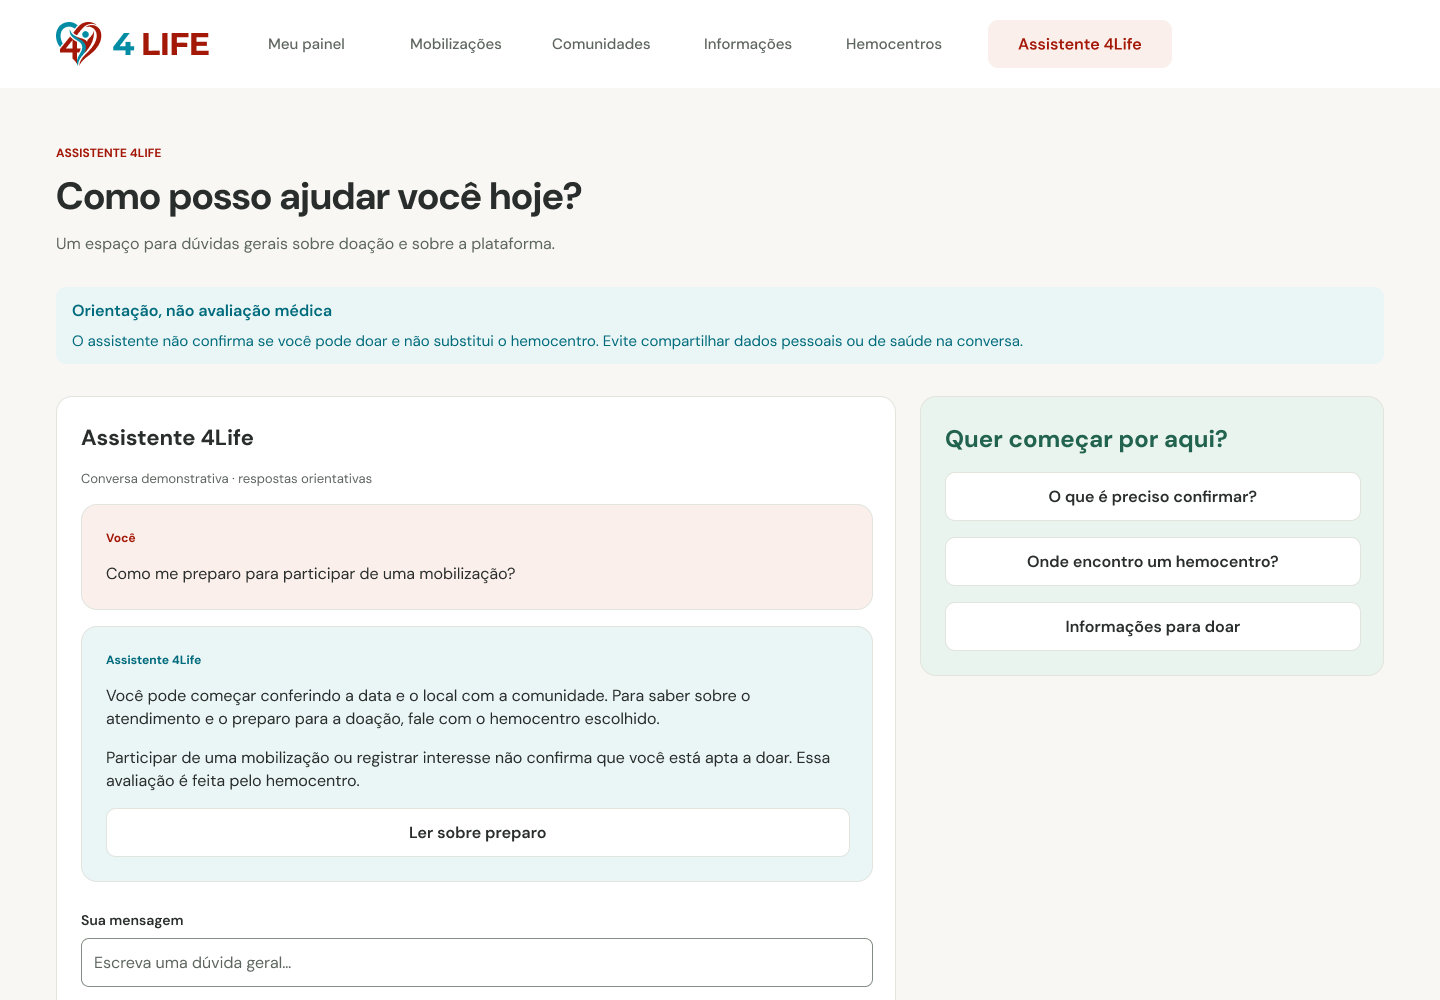 4 LIFE
Meu painel
Mobilizações
Comunidades
Informações
Hemocentros
Assistente 4Life
ASSISTENTE 4LIFE
Como posso ajudar você hoje?
Um espaço para dúvidas gerais sobre doação e sobre a plataforma.
Orientação, não avaliação médica
O assistente não confirma se você pode doar e não substitui o hemocentro. Evite compartilhar dados pessoais ou de saúde na conversa.
Assistente 4Life
Conversa demonstrativa · respostas orientativas
Você
Como me preparo para participar de uma mobilização?
Assistente 4Life
Você pode começar conferindo a data e o local com a comunidade. Para saber sobre o
atendimento e o preparo para a doação, fale com o hemocentro escolhido.
Participar de uma mobilização ou registrar interesse não confirma que você está apta a doar. Essa
avaliação é feita pelo hemocentro.
Ler sobre preparo
Sua mensagem
Escreva uma dúvida geral...
Quer começar por aqui?
O que é preciso confirmar?
Onde encontro um hemocentro?
Informações para doar